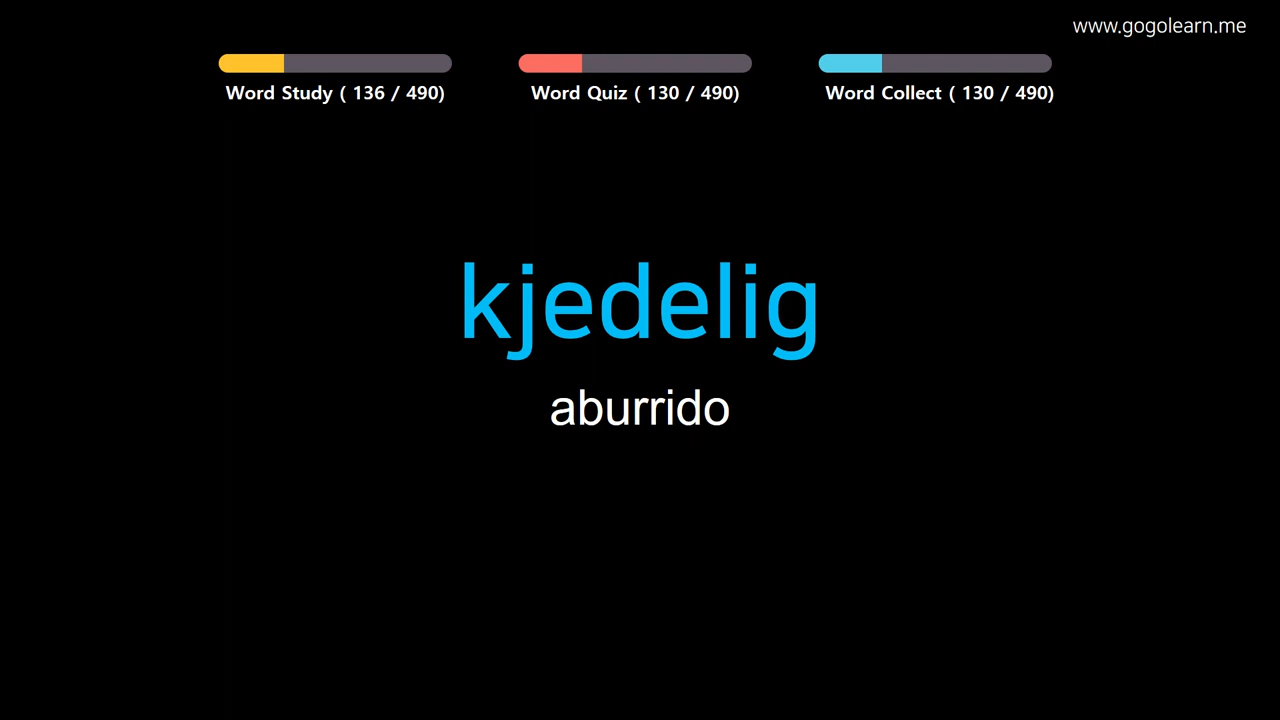 www.gogolearn.me
Word Study ( 136 / 490)
Word Quiz ( 130 / 490)
Word Collect ( 130 / 490)
kjedelig
aburrido